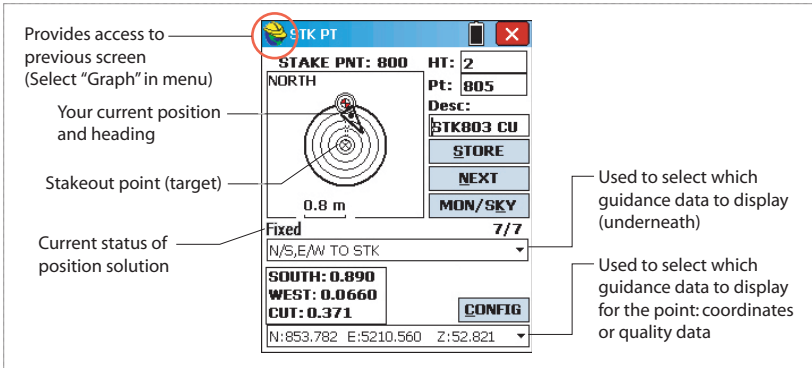 Provides access to
previous screen
(Select “Graph” in menu)
Your current position
and heading
Stakeout point (target)
Current status of
position solution
STK PT
STAKE PNT: 800
HT: 2
NORTH
Pt: 805
Desc:
STK803 CU
STORE
NEXT
MON/SKY
0.8 m
Fixed
7/7
N/S,E/W TO STK
SOUTH: 0.890
WEST: 0.0660
CUT: 0.371
CONFIG
N:853.782 E:5210.560 Z:52.821
Used to select which
guidance data to display
(underneath)
Used to select which
guidance data to display
for the point: coordinates
or quality data